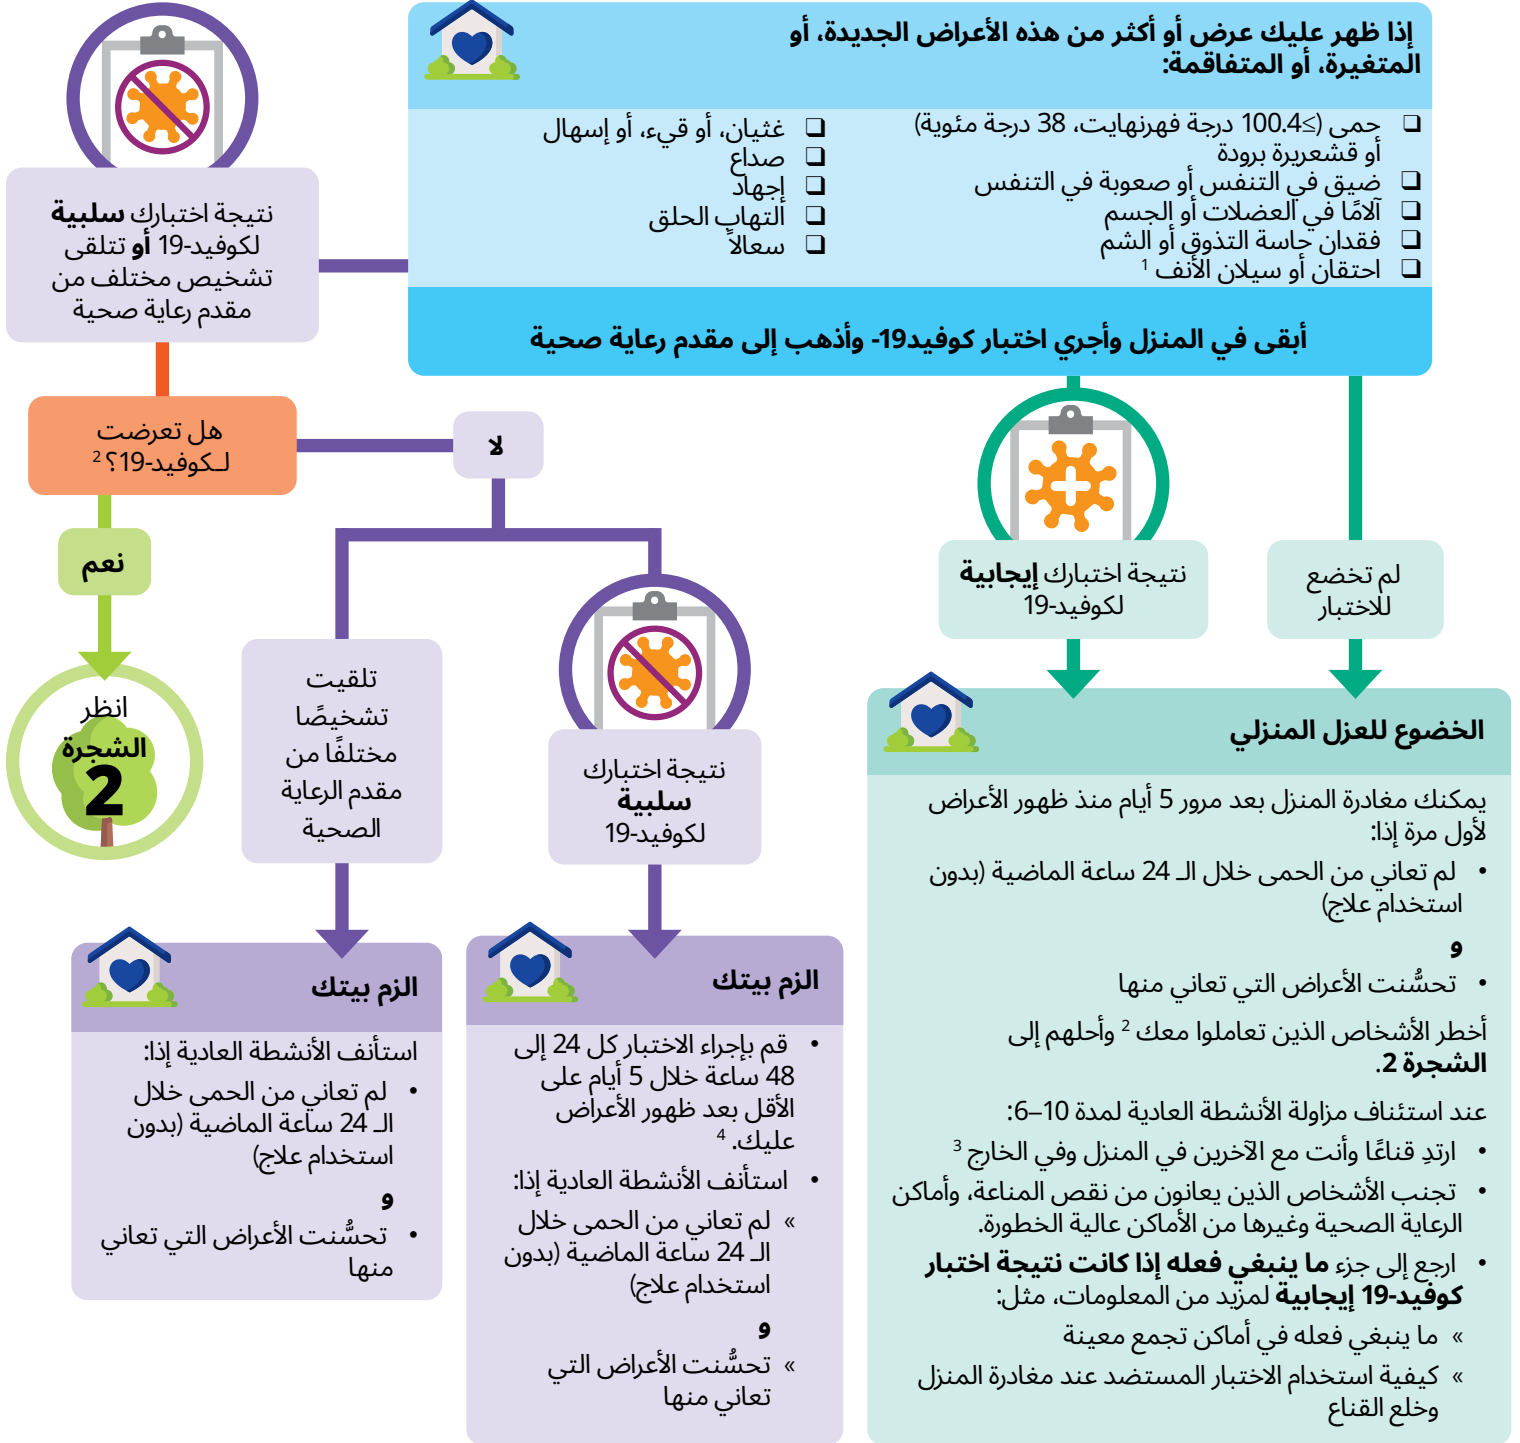 إذا ظهر عليك عرض أو أكثر من هذه الأعراض الجديدة، أو
المتغيرة، أو المتفاقمة:
❑ حمى (≥100.4 درجة فهرنهايت، 38 درجة مئوية)
أو قشعريرة برودة
❑ ضيق في التنفس أو صعوبة في التنفس
❑ آلامًا في العضلات أو الجسم
❑ فقدان حاسة التذوق أو الشم
❑ احتقان أو سيلان الأنف ¹
❑ غثيان، أو قيء، أو إسهال
❑ صداع
❑ إجهاد
❑ التهاب الحلق
❑ سعالاً
أبقى في المنزل وأجري اختبار كوفيد19- وأذهب إلى مقدم رعاية صحية
نتيجة اختبارك سلبية
لكوفيد-19 أو تتلقى
تشخيص مختلف من
مقدم رعاية صحية
هل تعرضت
لـكوفيد-19؟ ²
لا
نعم
انظر
الشجرة
2
تلقيت
تشخيصًا
مختلفًا من
مقدم الرعاية
الصحية
نتيجة اختبارك
سلبية
لكوفيد-19
نتيجة اختبارك إيجابية
لكوفيد-19
لم تخضع
للاختبار
الخضوع للعزل المنزلي
يمكنك مغادرة المنزل بعد مرور 5 أيام منذ ظهور الأعراض
لأول مرة إذا:
• لم تعاني من الحمى خلال الـ 24 ساعة الماضية (بدون
استخدام علاج)
و
• تحسُّنت الأعراض التي تعاني منها
أخطر الأشخاص الذين تعاملوا معك ² وأحلهم إلى
الشجرة 2.
عند استئناف مزاولة الأنشطة العادية لمدة 10–6:
• ارتدِ قناعًا وأنت مع الآخرين في المنزل وفي الخارج ³
• تجنب الأشخاص الذين يعانون من نقص المناعة، وأماكن
الرعاية الصحية وغيرها من الأماكن عالية الخطورة.
• ارجع إلى جزء ما ينبغي فعله إذا كانت نتيجة اختبار
كوفيد-19 إيجابية لمزيد من المعلومات، مثل:
» ما ينبغي فعله في أماكن تجمع معينة
» كيفية استخدام الاختبار المستضد عند مغادرة المنزل
وخلع القناع
الزم بيتك
• قم بإجراء الاختبار كل 24 إلى
48 ساعة خلال 5 أيام على
الأقل بعد ظهور الأعراض
عليك. ⁴
• استأنف الأنشطة العادية إذا:
» لم تعاني من الحمى خلال
الـ 24 ساعة الماضية (بدون
استخدام علاج)
و
» تحسُّنت الأعراض التي
تعاني منها
الزم بيتك
استأنف الأنشطة العادية إذا:
• لم تعاني من الحمى خلال
الـ 24 ساعة الماضية (بدون
استخدام علاج)
و
• تحسُّنت الأعراض التي تعاني
منها